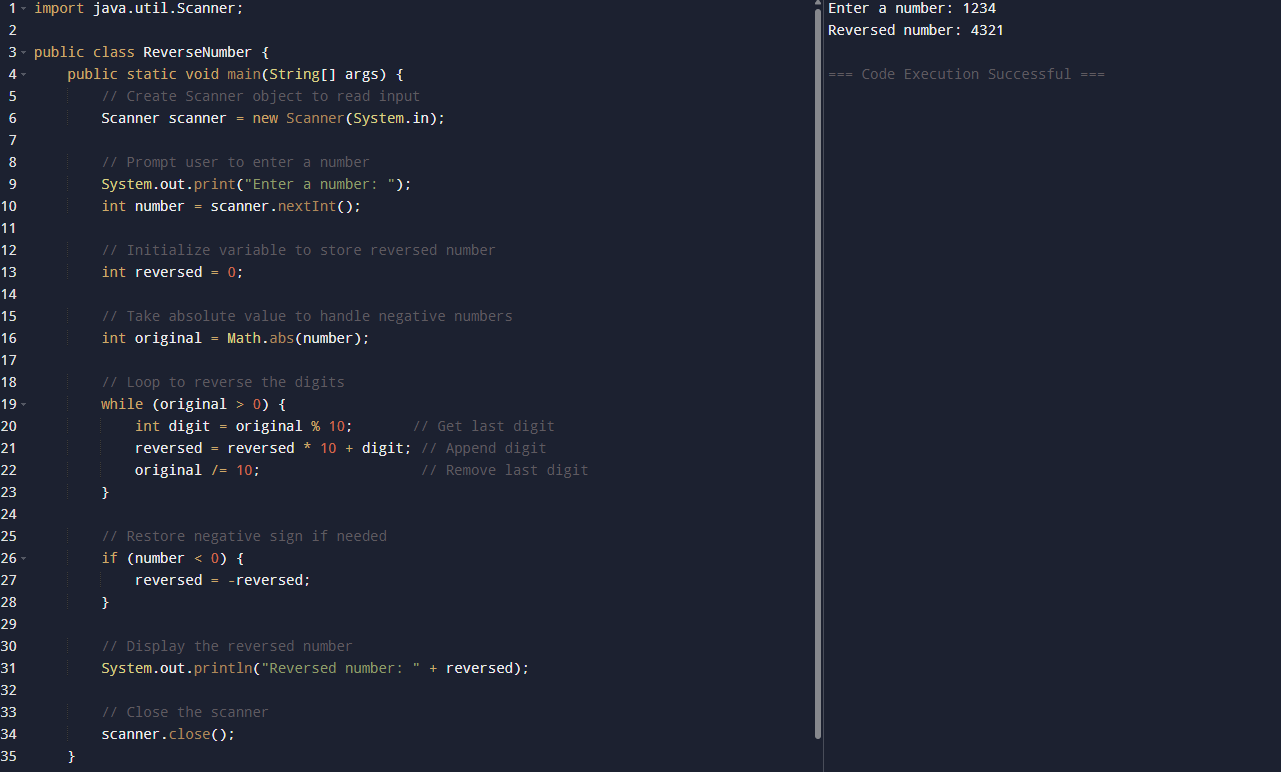 1 import java.util.Scanner;
2
3 public class ReverseNumber {
4     public static void main(String[] args) {
5         // Create Scanner object to read input
6         Scanner scanner = new Scanner(System.in);
7
8         // Prompt user to enter a number
9         System.out.print("Enter a number: ");
10         int number = scanner.nextInt();
11
12         // Initialize variable to store reversed number
13         int reversed = 0;
14
15         // Take absolute value to handle negative numbers
16         int original = Math.abs(number);
17
18         // Loop to reverse the digits
19         while (original > 0) {
20             int digit = original % 10;       // Get last digit
21             reversed = reversed * 10 + digit; // Append digit
22             original /= 10;                   // Remove last digit
23         }
24
25         // Restore negative sign if needed
26         if (number < 0) {
27             reversed = -reversed;
28         }
29
30         // Display the reversed number
31         System.out.println("Reversed number: " + reversed);
32
33         // Close the scanner
34         scanner.close();
35     }
Enter a number: 1234
Reversed number: 4321
=== Code Execution Successful ===